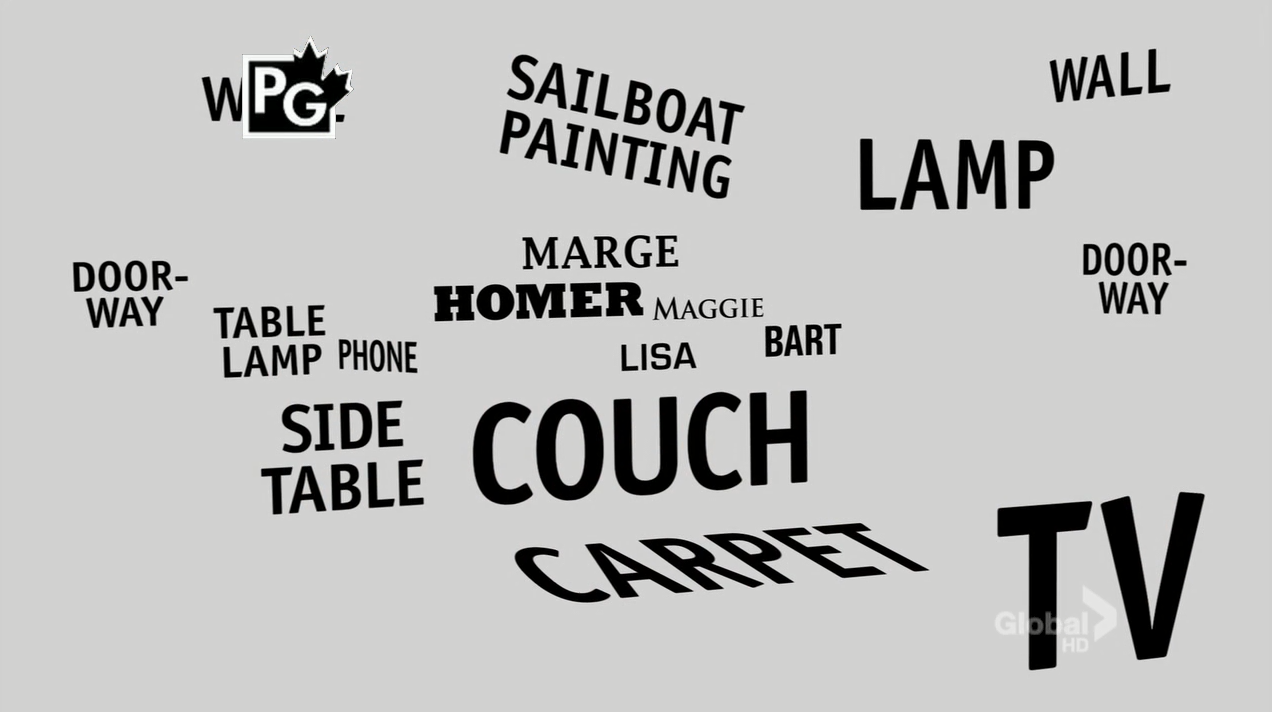 PG
SAILBOAT
PAINTING
WALL
LAMP
MARGE
HOMER
MAGGIE
DOOR-
WAY
DOOR-
WAY
TABLE
LAMP
PHONE
LISA
BART
SIDE
TABLE
COUCH
CARPET
TV
Global
HD